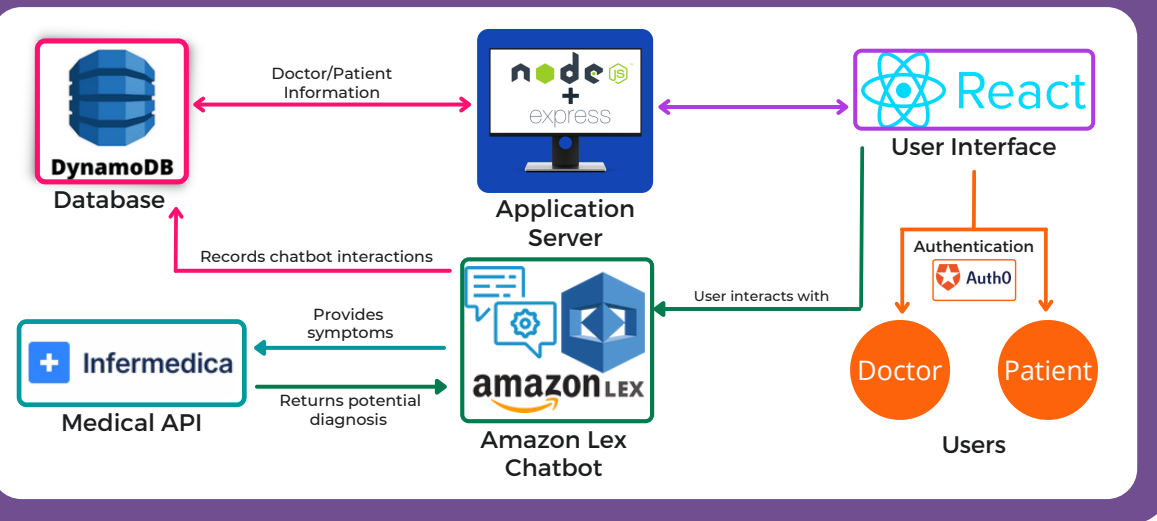 DynamoDB
Database
Doctor/Patient
Information
node
JS
+
express
Application
Server
React
User Interface
Authentication
Auth0
Doctor
Patient
Users
Records chatbot interactions
User interacts with
Provides
symptoms
Infermedica
Medical API
Returns potential
diagnosis
amazon LEX
Amazon Lex
Chatbot